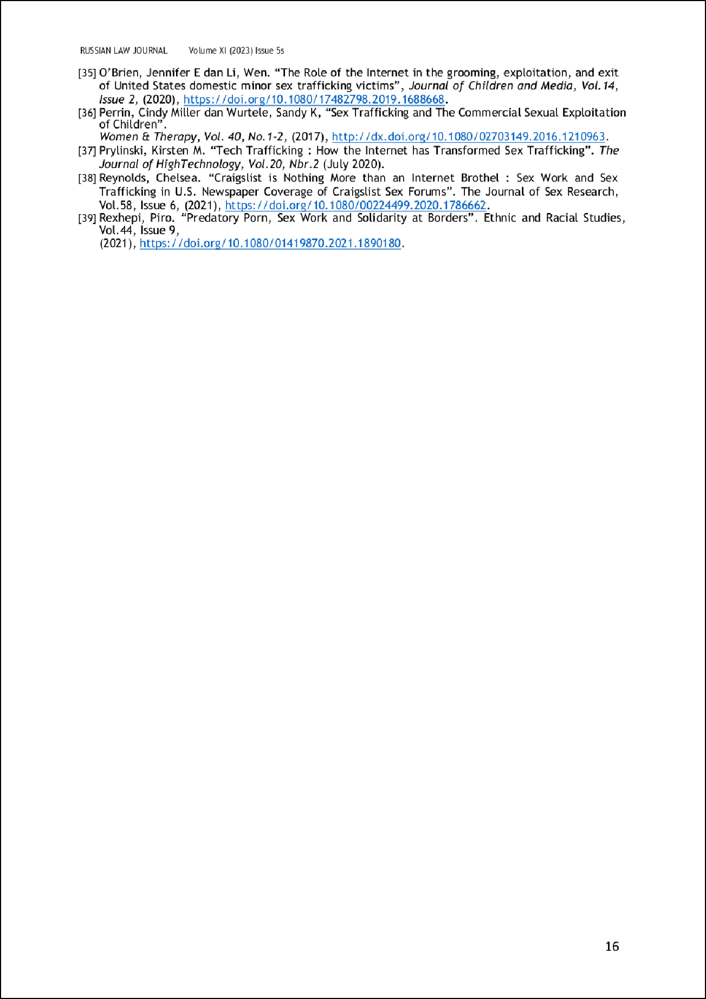 RUSSIAN LAW JOURNAL Volume XI (2023) Issue 5s
[35] O’Brien, Jennifer E dan Li, Wen. “The Role of the Internet in the grooming, exploitation, and exit
of United States domestic minor sex trafficking victims”, Journal of Children and Media, Vol.14,
Issue 2, (2020), https://doi.org/10.1080/17482798.2019.1688668.
[36] Perrin, Cindy Miller dan Wurtele, Sandy K, “Sex Trafficking and The Commercial Sexual Exploitation
of Children”.
Women & Therapy, Vol. 40, No.1-2, (2017), http://dx.doi.org/10.1080/02703149.2016.1210963.
[37] Prylinski, Kirsten M. “Tech Trafficking : How the Internet has Transformed Sex Trafficking”. The
Journal of HighTechnology, Vol.20, Nbr.2 (July 2020).
[38] Reynolds, Chelsea. “Craigslist is Nothing More than an Internet Brothel : Sex Work and Sex
Trafficking in U.S. Newspaper Coverage of Craigslist Sex Forums”. The Journal of Sex Research,
Vol.58, Issue 6, (2021), https://doi.org/10.1080/00224499.2020.1786662.
[39] Rexhepi, Piro. “Predatory Porn, Sex Work and Solidarity at Borders”. Ethnic and Racial Studies,
Vol.44, Issue 9,
(2021), https://doi.org/10.1080/01419870.2021.1890180.
16